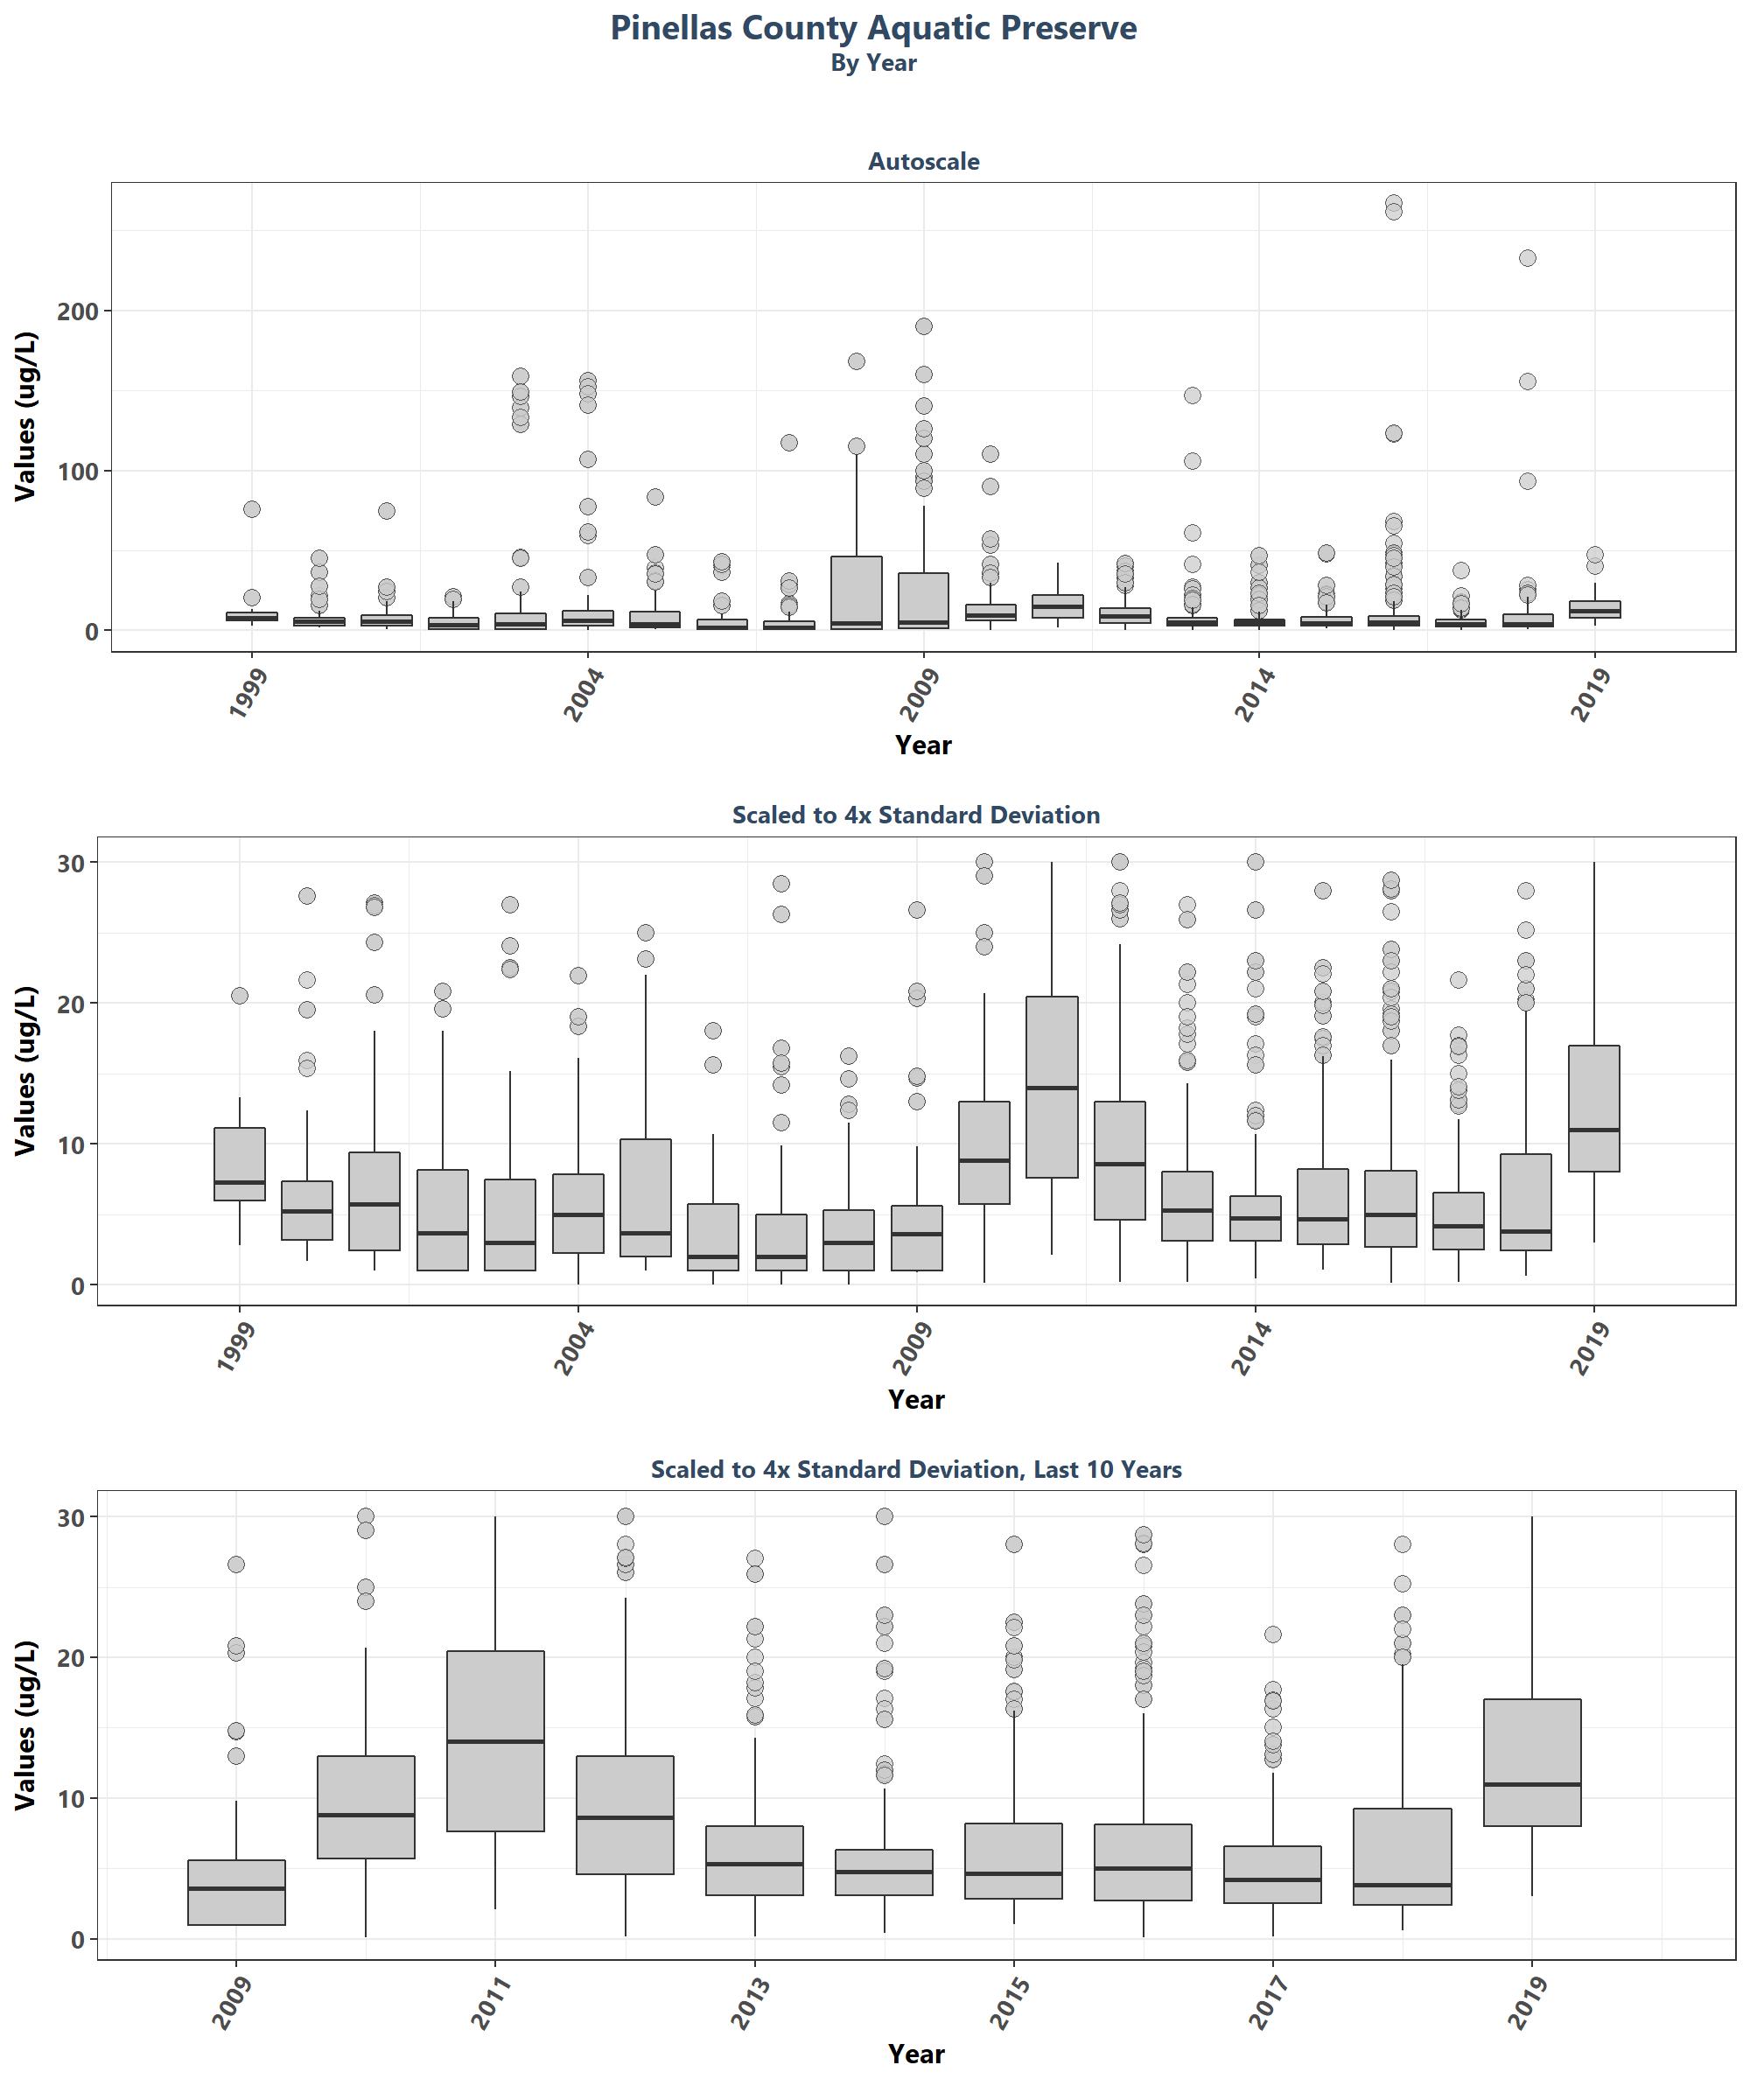 Pinellas County Aquatic Preserve
By Year
Autoscale
Values (ug/L)
200
100
0
1999
2004
2009
2014
2019
Year
Scaled to 4x Standard Deviation
Values (ug/L)
30
20
10
0
1999
2004
2009
2014
2019
Year
Scaled to 4x Standard Deviation, Last 10 Years
Values (ug/L)
30
20
10
0
2009
2011
2013
2015
2017
2019
Year